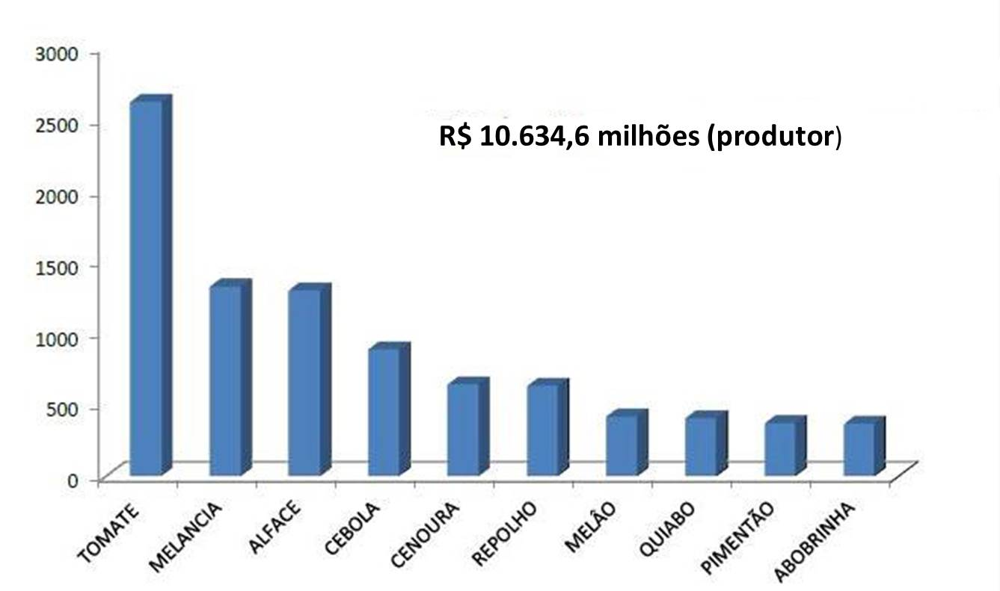 3000
2500
2000
1500
1000
500
0
R$ 10.634,6 milhões (produtor)
TOMATE
MELANCIA
ALFACE
CEBOLA
CENOURA
REPOLHO
MELÂO
QUIABO
PIMENTÃO
ABOBRINHA